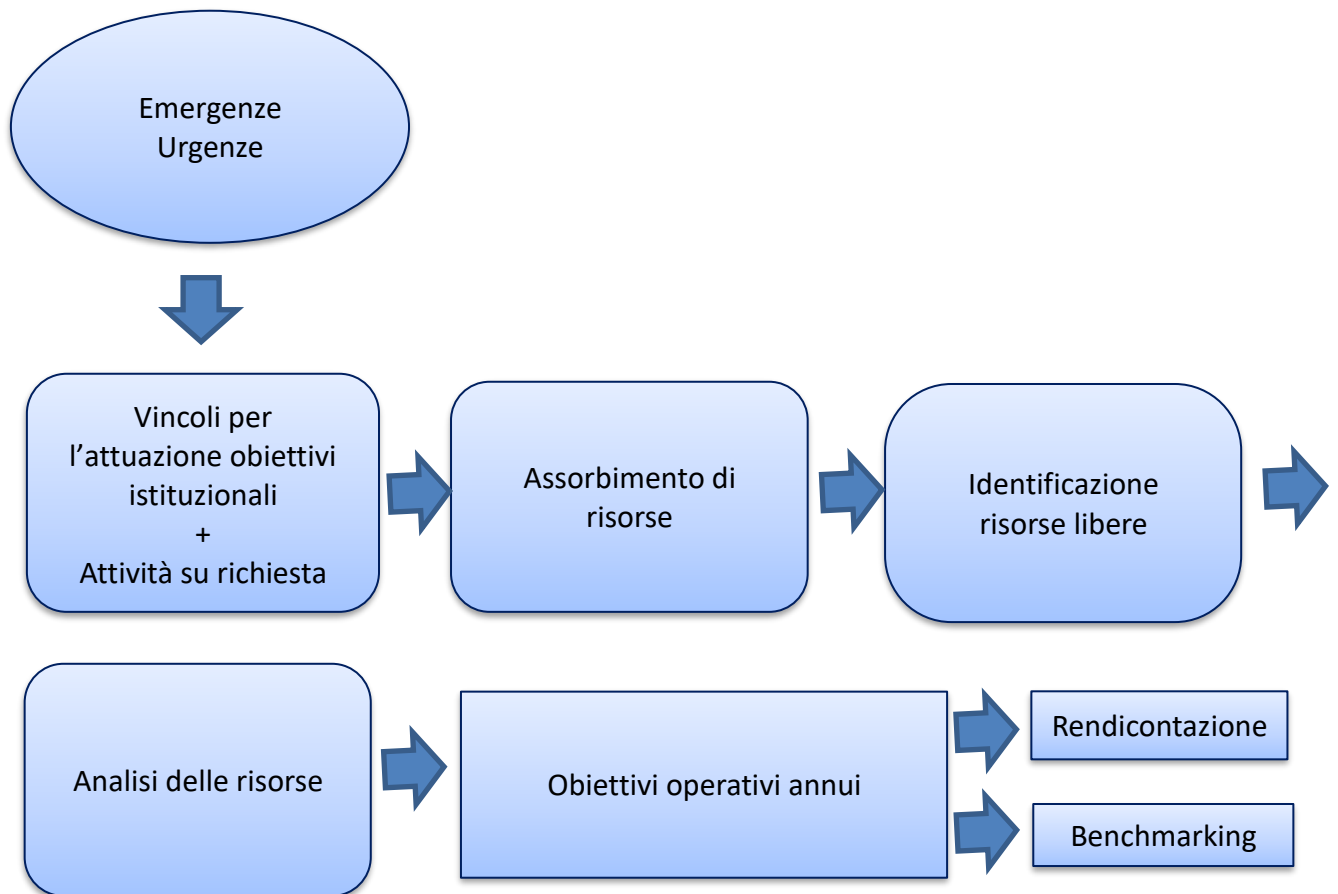 Emergenze
Urgenze
Vincoli per
l’attuazione obiettivi
istituzionali
+
Attività su richiesta
Assorbimento di
risorse
Identificazione
risorse libere
Analisi delle risorse
Obiettivi operativi annui
Rendicontazione
Benchmarking